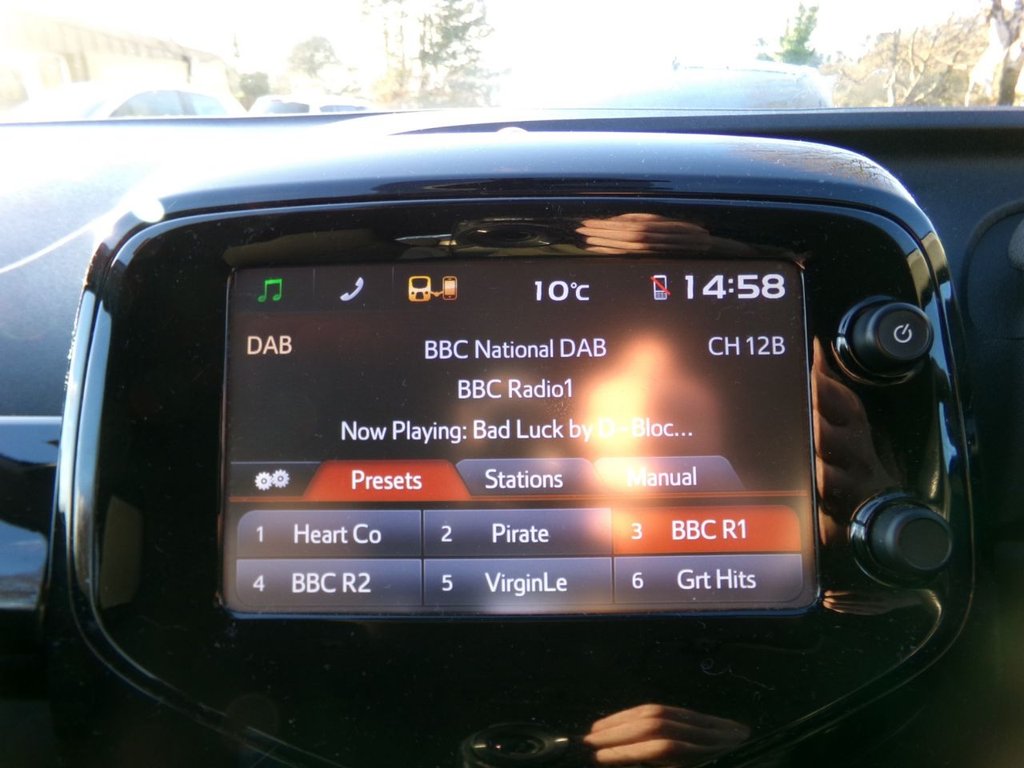 10°C 14:58
DAB BBC National DAB CH 12B
BBC Radio1
Now Playing: Bad Luck by D - Bloc...
Presets Stations Manual
1 Heart Co 2 Pirate 3 BBC R1
4 BBC R2 5 VirginLe 6 Grt Hits